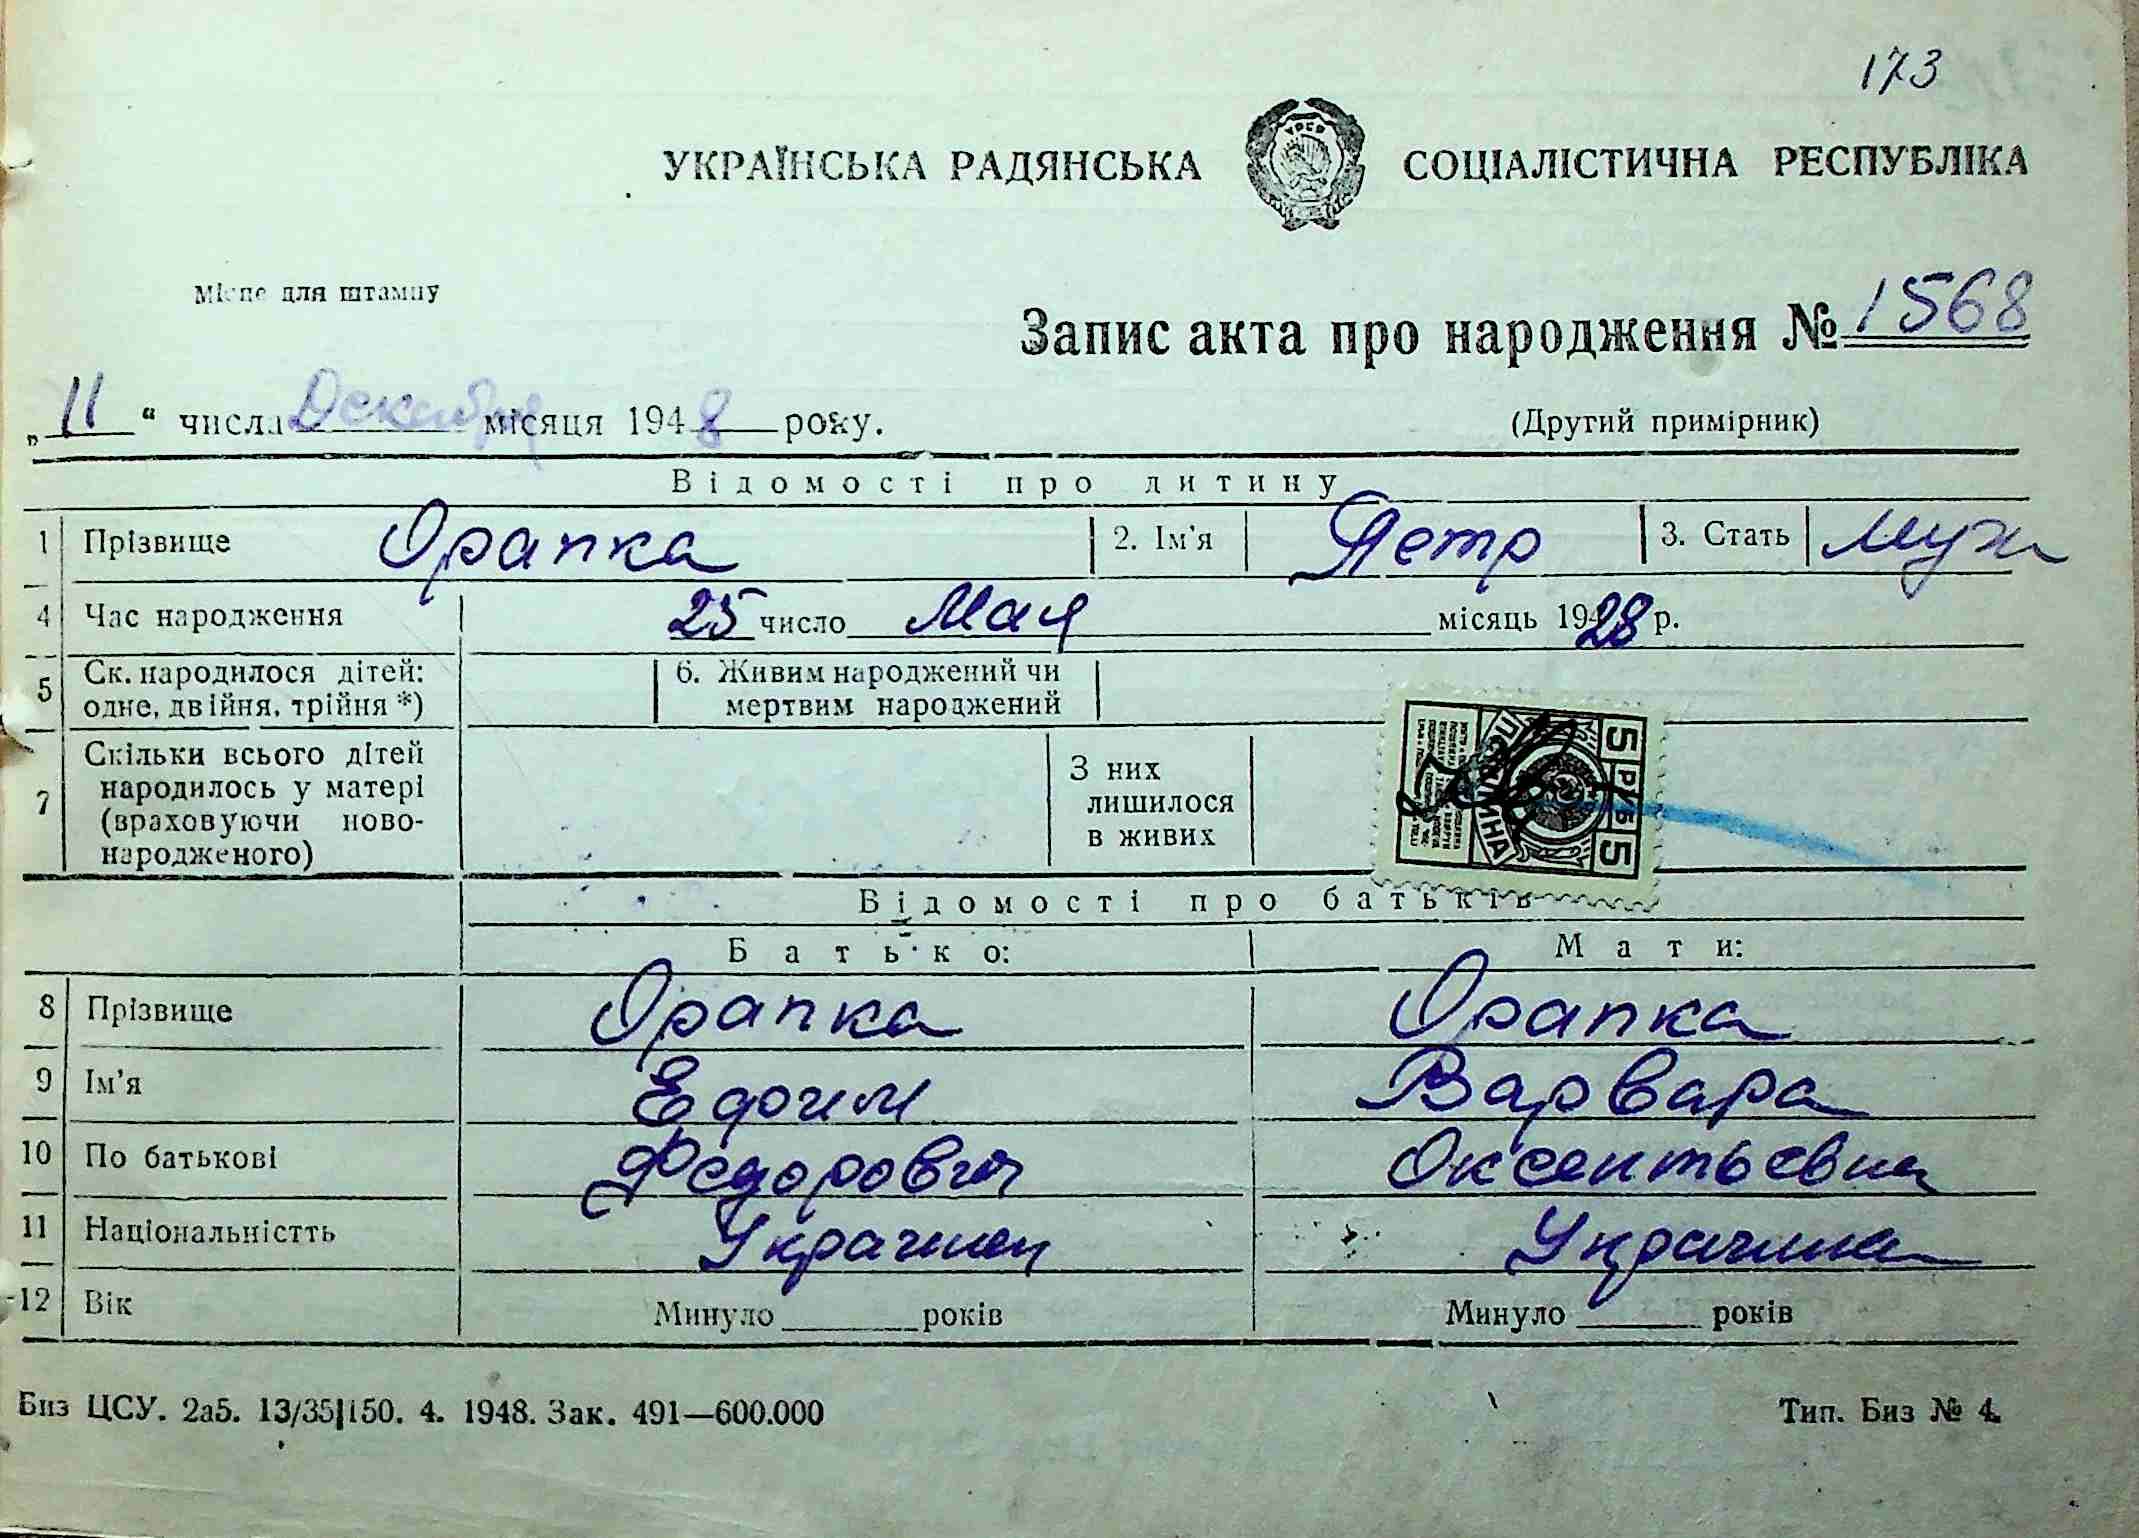 173
УКРАЇНСЬКА РАДЯНСЬКА СОЦІАЛІСТИЧНА РЕСПУБЛІКА
Місце для штампу
Запис акта про народження № 1568
„11“ числа Декабря місяця 1948 року.
(Другий примірник)
Відомості про дитину
1 Прізвище Орапка 2. Ім'я Петр 3. Стать муж
4 Час народження 25 число Мая місяць 1928 р.
5 Ск. народилося дітей: одне, двійня, трійня *) 6. Живим народжений чи мертвим народжений
7 Скільки всього дітей народилось у матері (враховуючи новонародженого) З них лишилося в живих
5 РУБ 5
Відомості про батьків
Батько: Мати:
8 Прізвище Орапка Орапка
9 Ім'я Ефим Варвара
10 По батькові Федорович Оксентьевна
11 Національністть Украинец Украинка
12 Вік Минуло ____ років Минуло ____ років
Биз ЦСУ. 2а5. 13/35|150. 4. 1948. Зак. 491—600.000
Тип. Биз № 4.